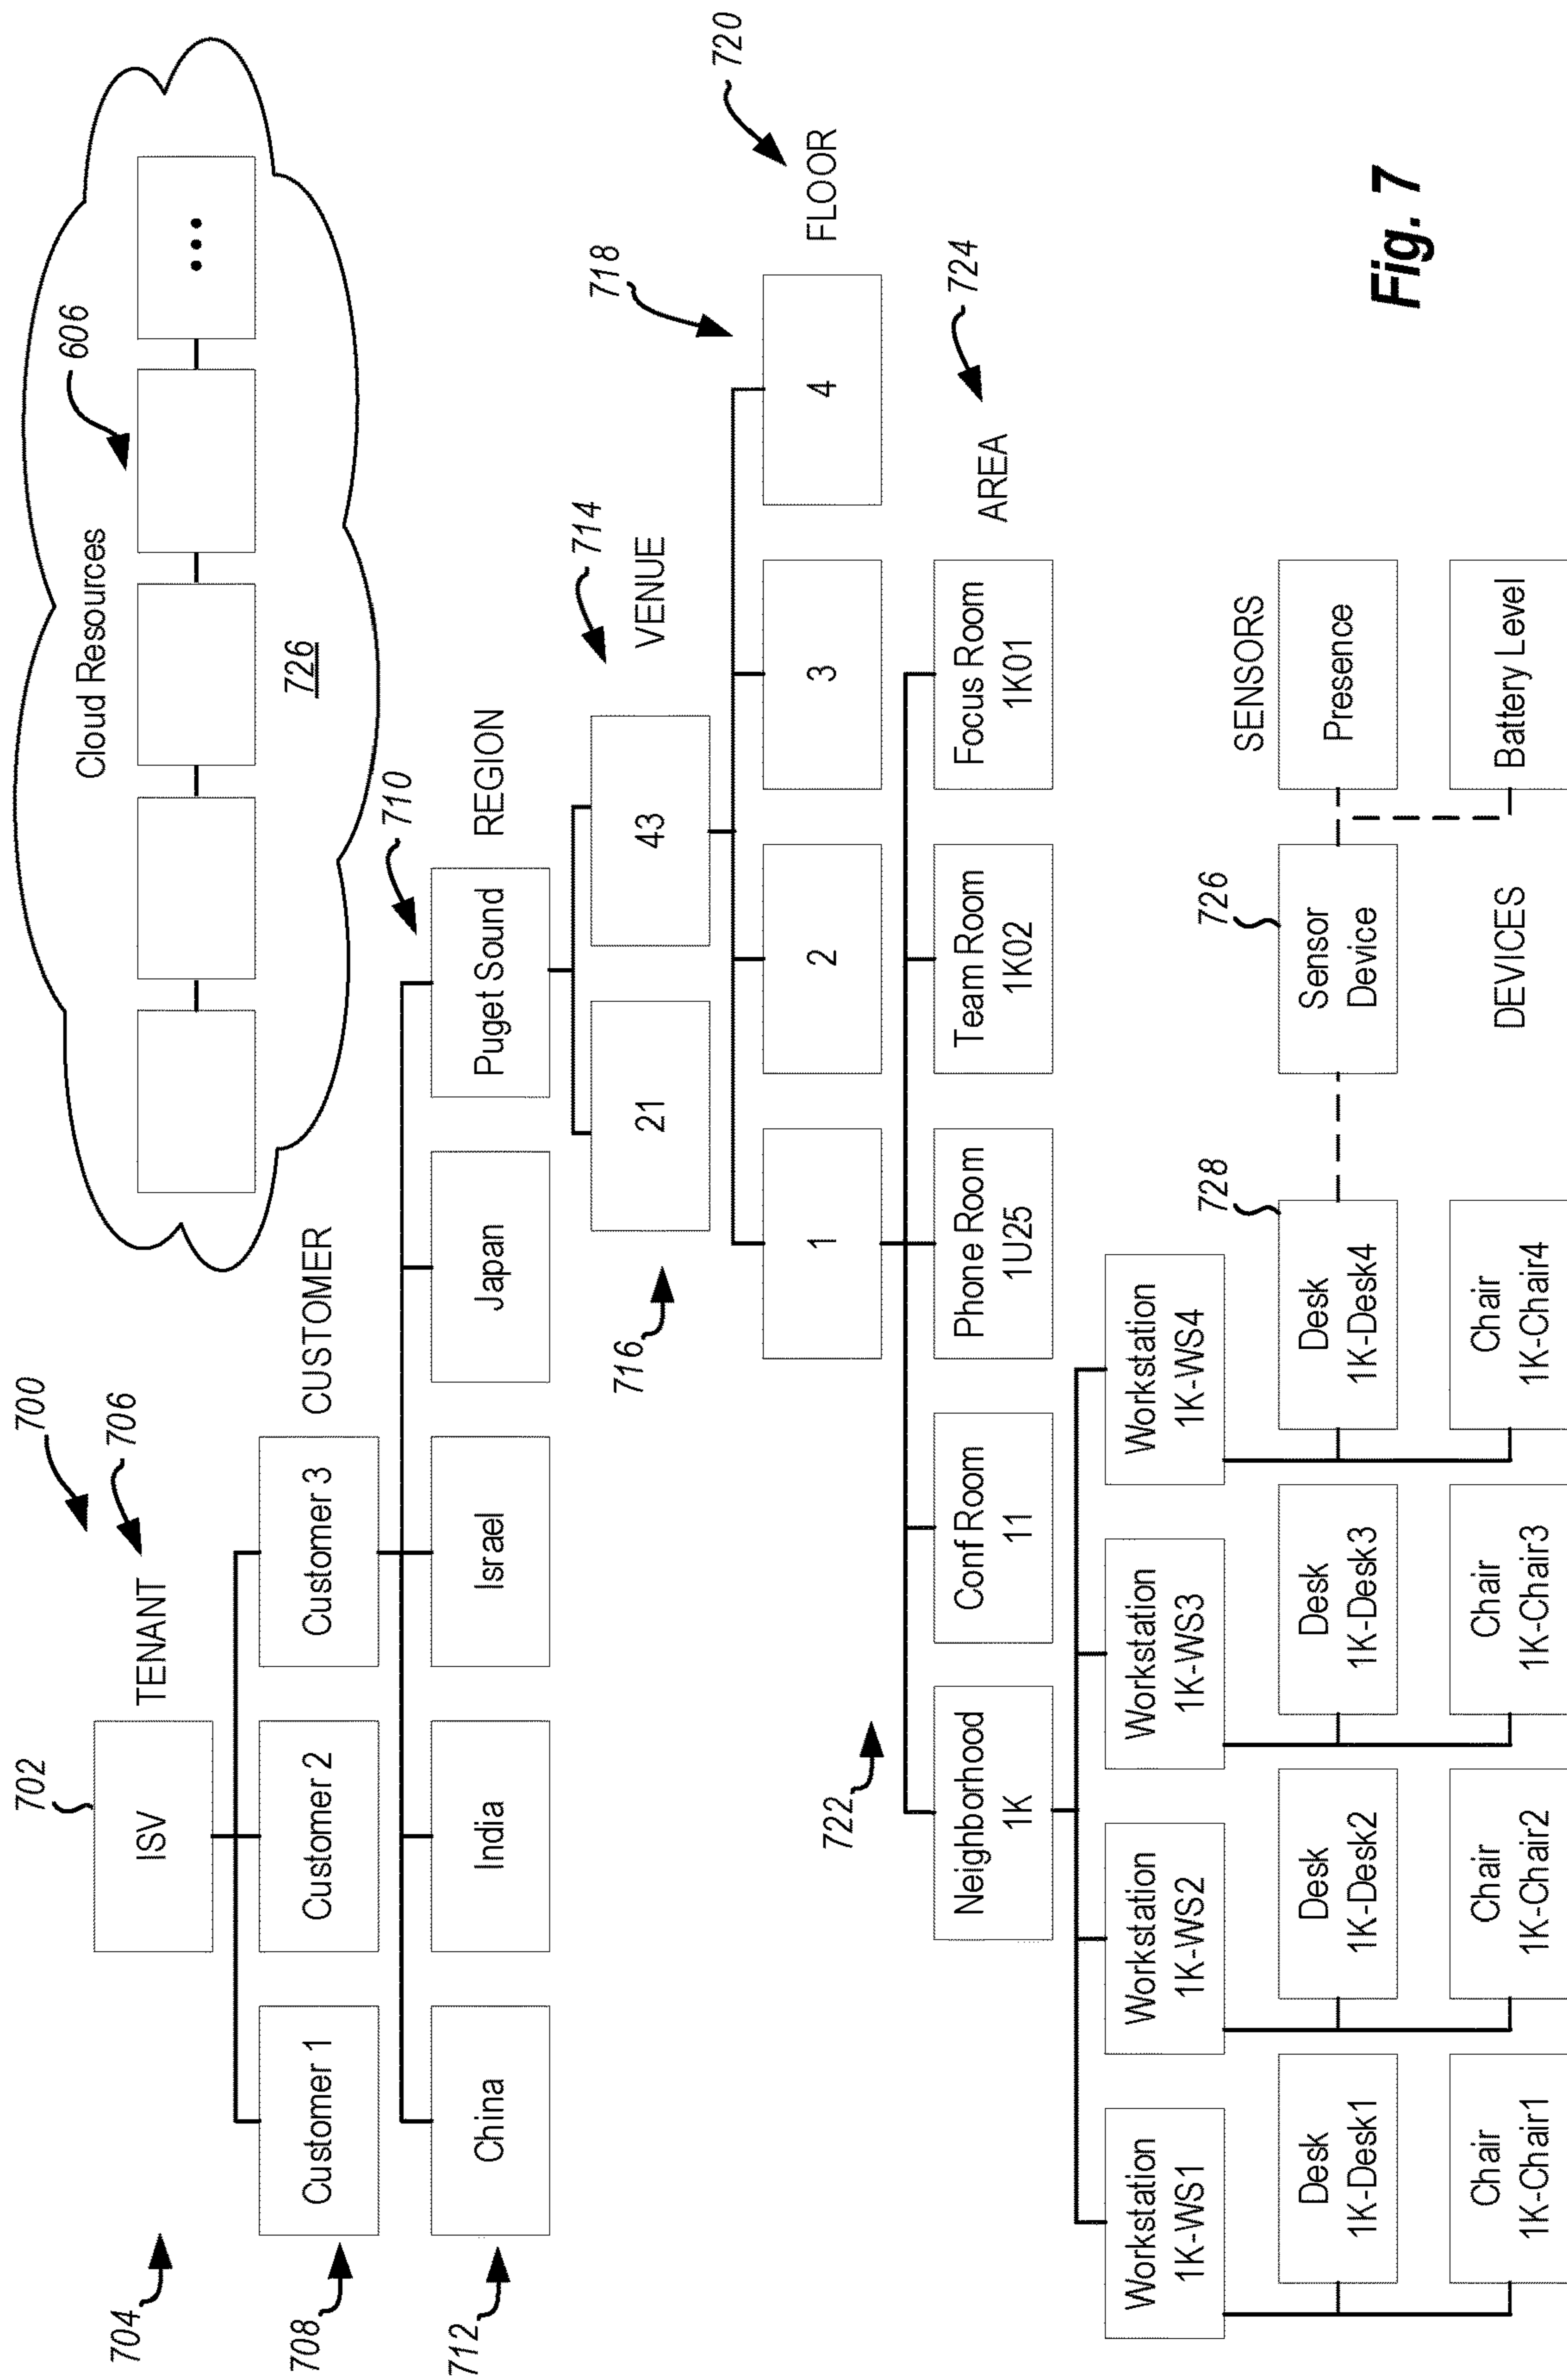 700
702
704
TENANT
706
ISV
Cloud Resources
606
...
726
708
Customer 1
Customer 2
Customer 3
CUSTOMER
712
China
India
Israel
Japan
Puget Sound
710
REGION
716
21
43
714
VENUE
1
2
3
4
718
720
FLOOR
722
Neighborhood
1K
Conf Room
11
Phone Room
1U25
Team Room
1K02
Focus Room
1K01
AREA
724
Workstation
1K-WS1
Workstation
1K-WS2
Workstation
1K-WS3
Workstation
1K-WS4
Desk
1K-Desk1
Desk
1K-Desk2
Desk
1K-Desk3
728
Desk
1K-Desk4
726
Sensor
Device
SENSORS
Presence
Chair
1K-Chair1
Chair
1K-Chair2
Chair
1K-Chair3
Chair
1K-Chair4
DEVICES
Battery Level
Fig. 7